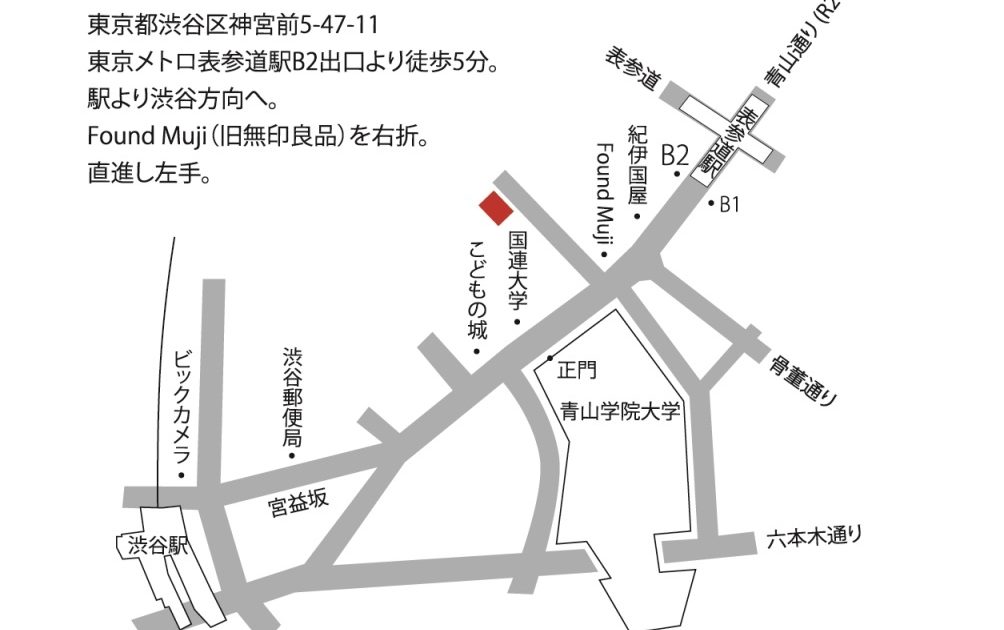 東京都渋谷区神宮前5-47-11
東京メトロ表参道駅B2出口より徒歩5分。
駅より渋谷方向へ。
Found Muji（旧無印良品）を右折。
直進し左手。
表参道
青山通り(R2
表参道駅
B2
B1
紀伊国屋
Found Muji
国連大学
こどもの城
正門
青山学院大学
骨董通り
渋谷郵便局
ビックカメラ
宮益坂
渋谷駅
六本木通り